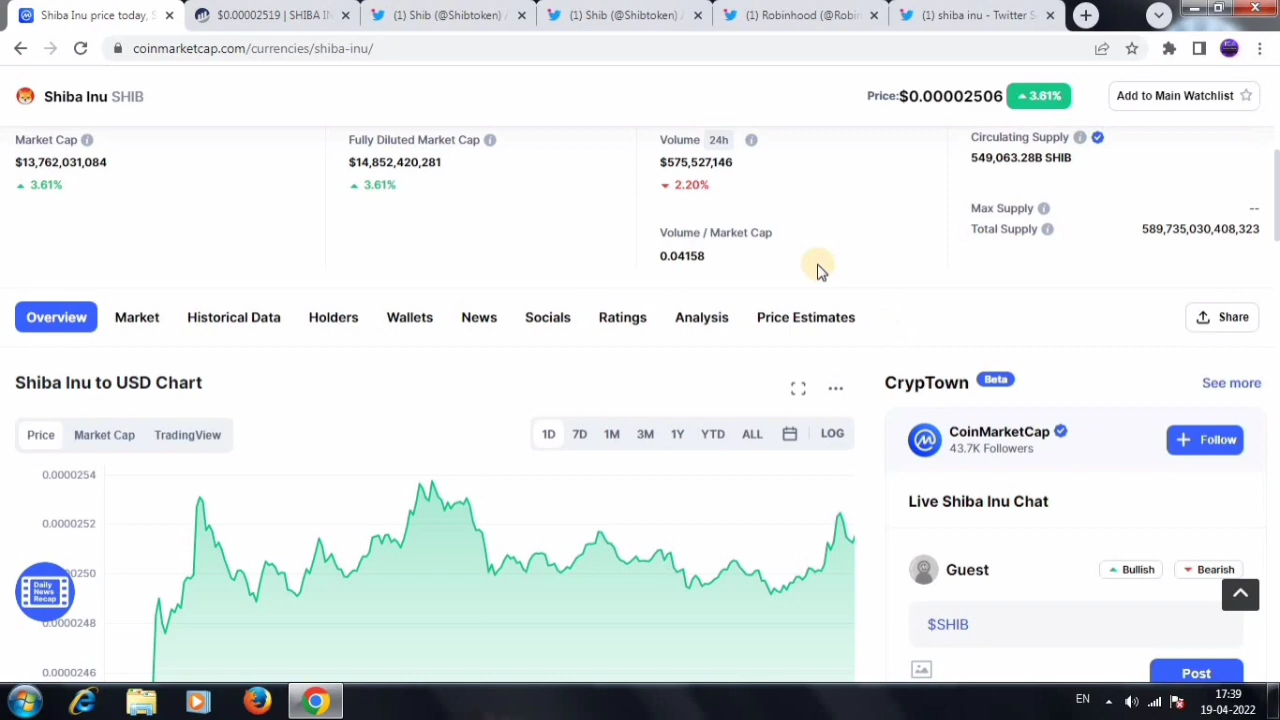 Shiba Inu price today, S
$0.00002519 | SHIBA IN
(1) Shib (@Shibtoken) /
(1) Shib (@Shibtoken) /
(1) Robinhood (@Robin
(1) shiba inu - Twitter S
coinmarketcap.com/currencies/shiba-inu/
Shiba Inu SHIB
Price:$0.00002506
3.61%
Add to Main Watchlist
Market Cap
$13,762,031,084
3.61%
Fully Diluted Market Cap
$14,852,420,281
3.61%
Volume 24h
$575,527,146
2.20%
Volume / Market Cap
0.04158
Circulating Supply
549,063.28B SHIB
Max Supply --
Total Supply 589,735,030,408,323
Overview Market Historical Data Holders Wallets News Socials Ratings Analysis Price Estimates
Share
Shiba Inu to USD Chart
Price Market Cap TradingView
1D 7D 1M 3M 1Y YTD ALL LOG
0.0000254
0.0000252
0.0000250
0.0000248
0.0000246
Daily
News
Recap
CrypTown Beta
See more
CoinMarketCap
43.7K Followers
+ Follow
Live Shiba Inu Chat
Guest
Bullish
Bearish
$SHIB
Post
EN
17:39
19-04-2022